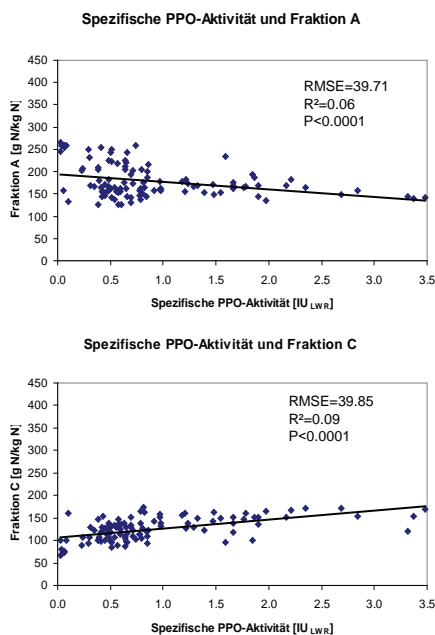 Spezifische PPO-Aktivität und Fraktion A
RMSE=39.71
R²=0.06
P<0.0001
Fraktion A [g N/kg N]
450
400
350
300
250
200
150
100
50
0
0.0 0.5 1.0 1.5 2.0 2.5 3.0 3.5
Spezifische PPO-Aktivität [IU LWR]
Spezifische PPO-Aktivität und Fraktion C
RMSE=39.85
R²=0.09
P<0.0001
Fraktion C [g N/kg N]
450
400
350
300
250
200
150
100
50
0
0.0 0.5 1.0 1.5 2.0 2.5 3.0 3.5
Spezifische PPO-Aktivität [IU LWR]